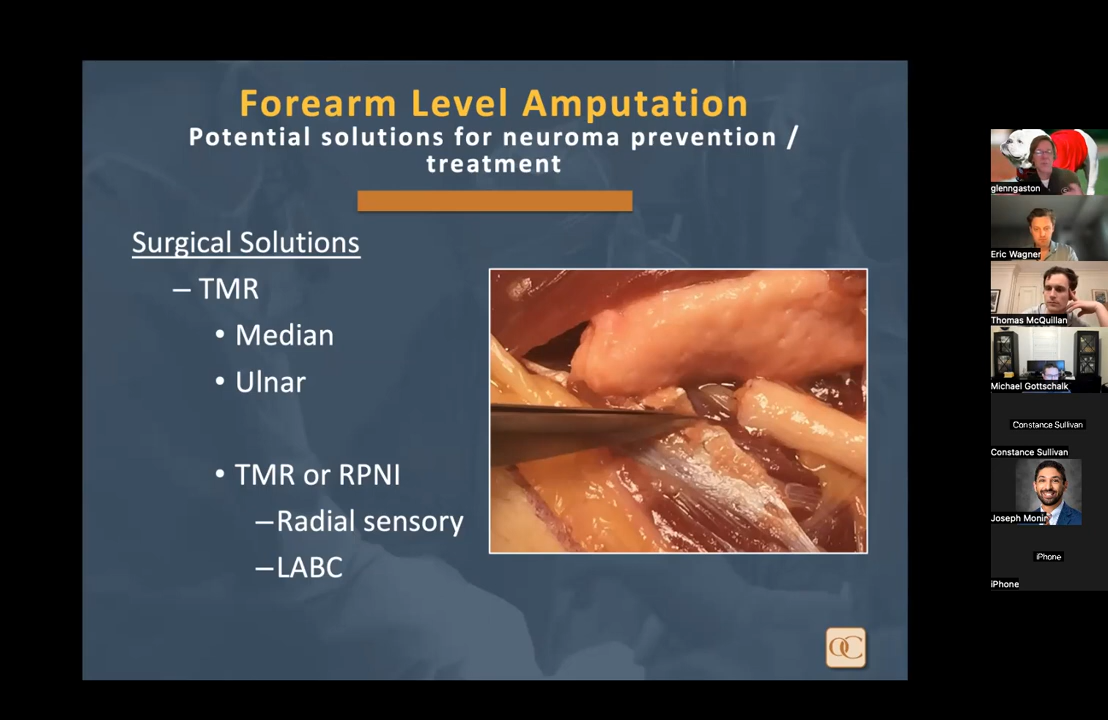 Forearm Level Amputation
Potential solutions for neuroma prevention /
treatment
Surgical Solutions
– TMR
• Median
• Ulnar
• TMR or RPNI
–Radial sensory
–LABC
OC
glenngaston
Eric Wagner
Thomas McQuillan
Michael Gottschalk
Constance Sullivan
Constance Sullivan
Joseph Monir
iPhone
iPhone